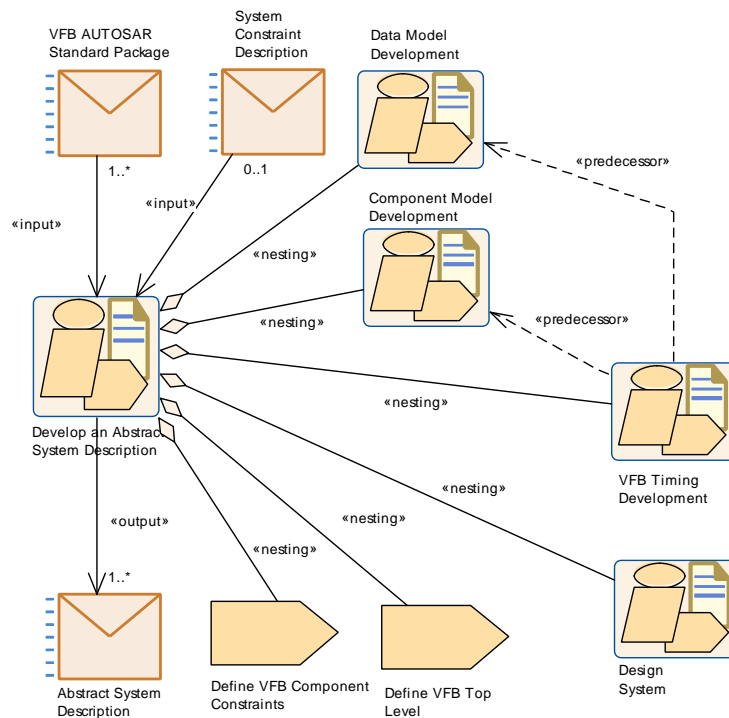 VFB AUTOSAR
Standard Package
System
Constraint
Description
Data Model
Development
1..*
0..1
«predecessor»
«input»
«input»
Component Model
Development
«nesting»
«nesting»
«predecessor»
Develop an Abstract
System Description
«nesting»
VFB Timing
Development
«nesting»
«output»
«nesting»
«nesting»
1..*
Abstract System
Description
Define VFB Component
Constraints
Define VFB Top
Level
Design
System